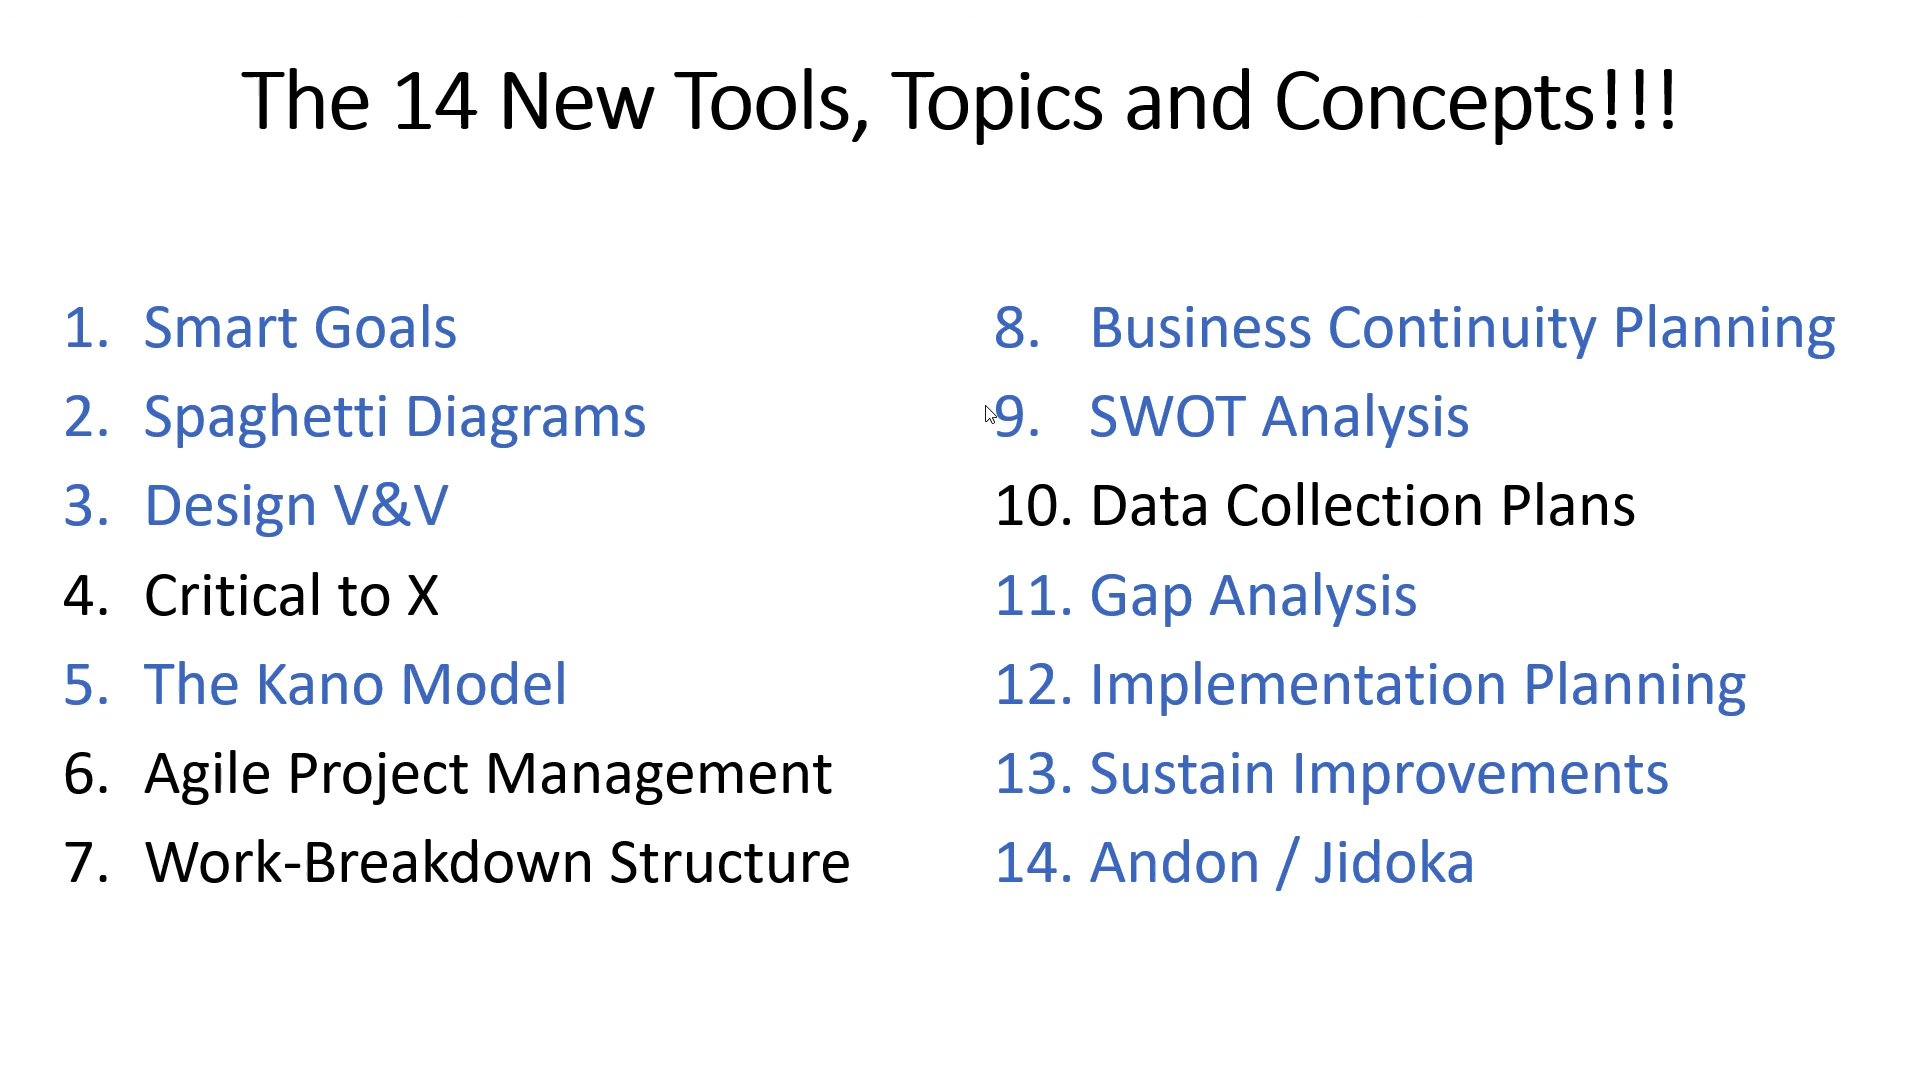 The 14 New Tools, Topics and Concepts!!!
1. Smart Goals
2. Spaghetti Diagrams
3. Design V&V
4. Critical to X
5. The Kano Model
6. Agile Project Management
7. Work-Breakdown Structure
8. Business Continuity Planning
9. SWOT Analysis
10. Data Collection Plans
11. Gap Analysis
12. Implementation Planning
13. Sustain Improvements
14. Andon / Jidoka